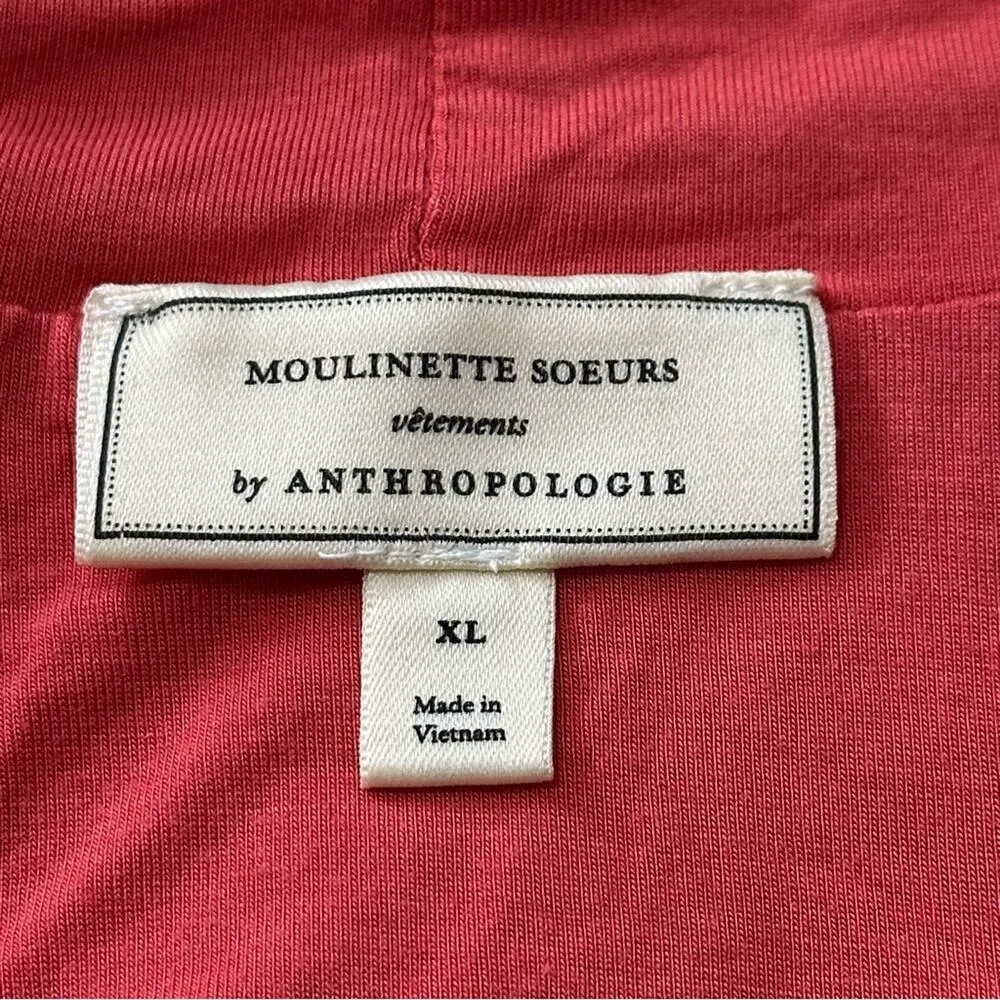 MOULINETTE SOEURS
vêtements
by ANTHROPOLOGIE
XL
Made in
Vietnam